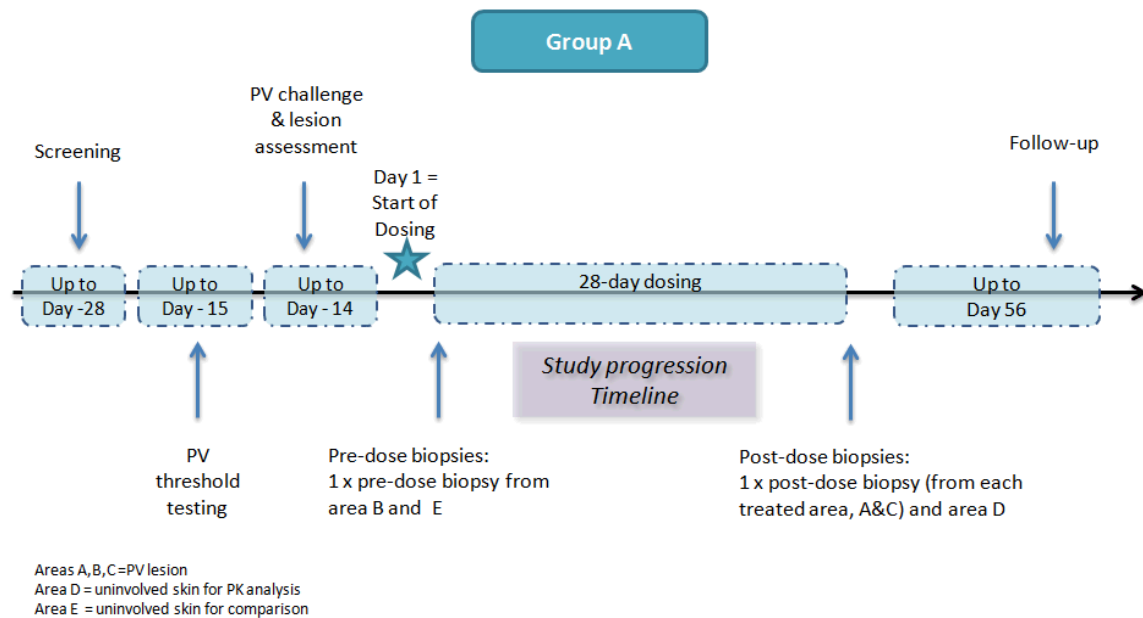 Group A
PV challenge
& lesion
assessment
Screening
Day 1 =
Start of
Dosing
Follow-up
Up to
Day -28
Up to
Day - 15
Up to
Day - 14
28-day dosing
Up to
Day 56
Study progression
Timeline
PV
threshold
testing
Pre-dose biopsies:
1 x pre-dose biopsy from
area B and E
Post-dose biopsies:
1 x post-dose biopsy (from each
treated area, A&C) and area D
Areas A,B,C=PV lesion
Area D = uninvolved skin for PK analysis
Area E = uninvolved skin for comparison